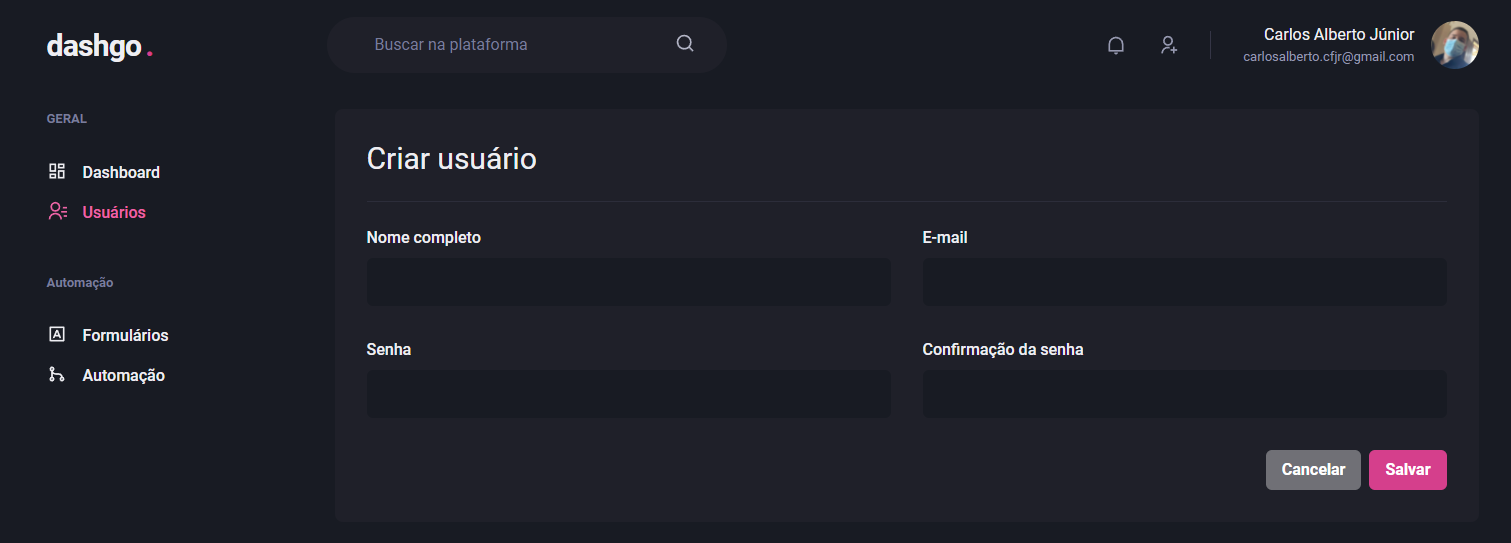 dashgo.
Buscar na plataforma
Carlos Alberto Júnior
carlosalberto.cfjr@gmail.com
GERAL
Dashboard
Usuários
Automação
Formulários
Automação
Criar usuário
Nome completo
E-mail
Senha
Confirmação da senha
Cancelar
Salvar